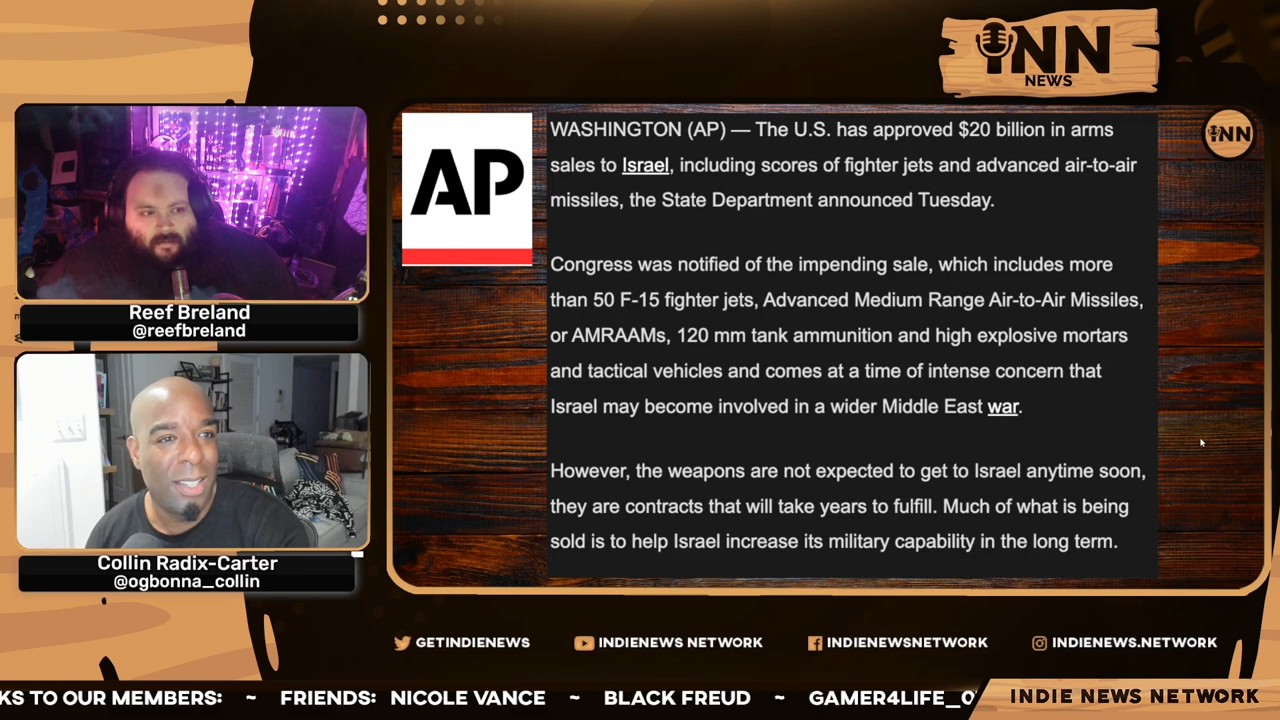 INN
NEWS
INN
AP
WASHINGTON (AP) — The U.S. has approved $20 billion in arms
sales to Israel, including scores of fighter jets and advanced air-to-air
missiles, the State Department announced Tuesday.
Congress was notified of the impending sale, which includes more
than 50 F-15 fighter jets, Advanced Medium Range Air-to-Air Missiles,
or AMRAAMs, 120 mm tank ammunition and high explosive mortars
and tactical vehicles and comes at a time of intense concern that
Israel may become involved in a wider Middle East war.
However, the weapons are not expected to get to Israel anytime soon,
they are contracts that will take years to fulfill. Much of what is being
sold is to help Israel increase its military capability in the long term.
Reef Breland
@reefbreland
Collin Radix-Carter
@ogbonna_collin
GETINDIENEWS INDIENEWS NETWORK INDIENEWSNETWORK INDIENEWS.NETWORK
KS TO OUR MEMBERS: ~ FRIENDS: NICOLE VANCE ~ BLACK FREUD ~ GAMER4LIFE_0
INDIE NEWS NETWORK